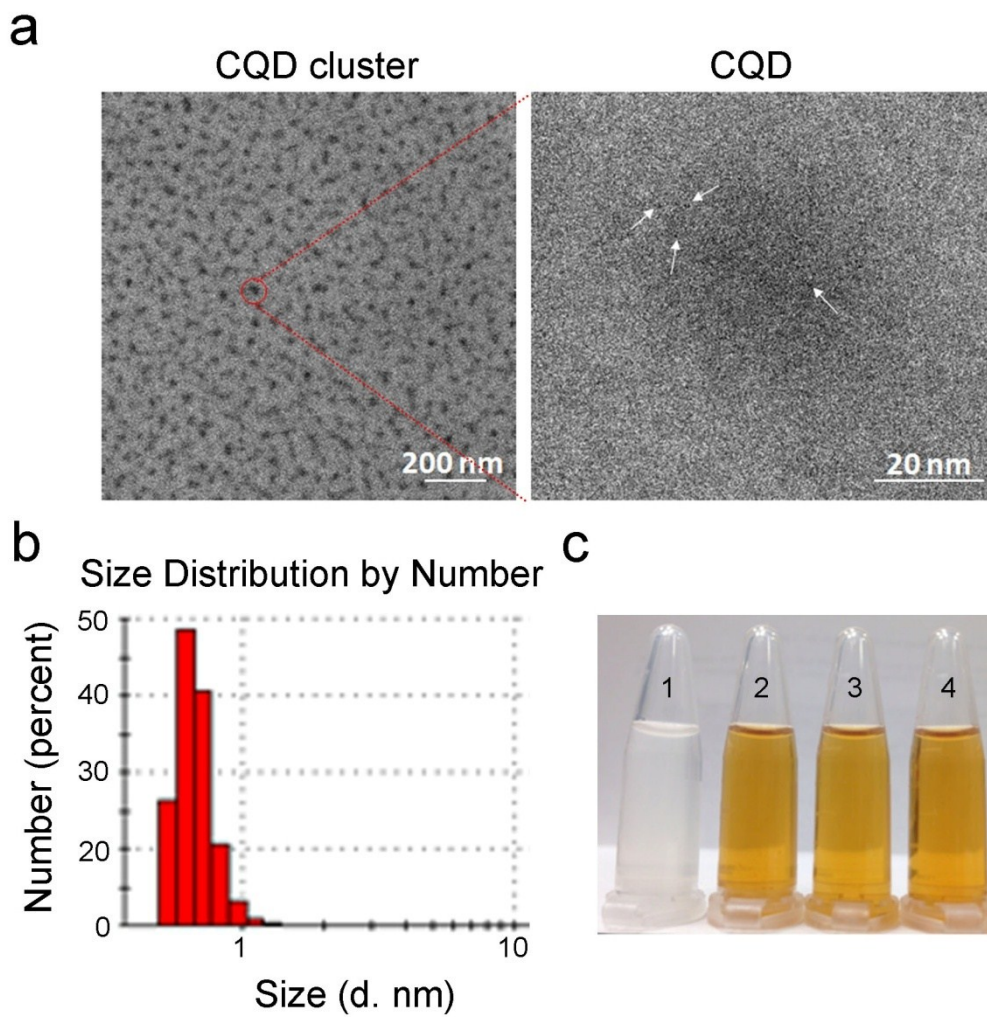 a
CQD cluster
CQD
200 nm
20 nm
b
Size Distribution by Number
Number (percent)
50
40
30
20
0
1
10
Size (d. nm)
c
1
2
3
4